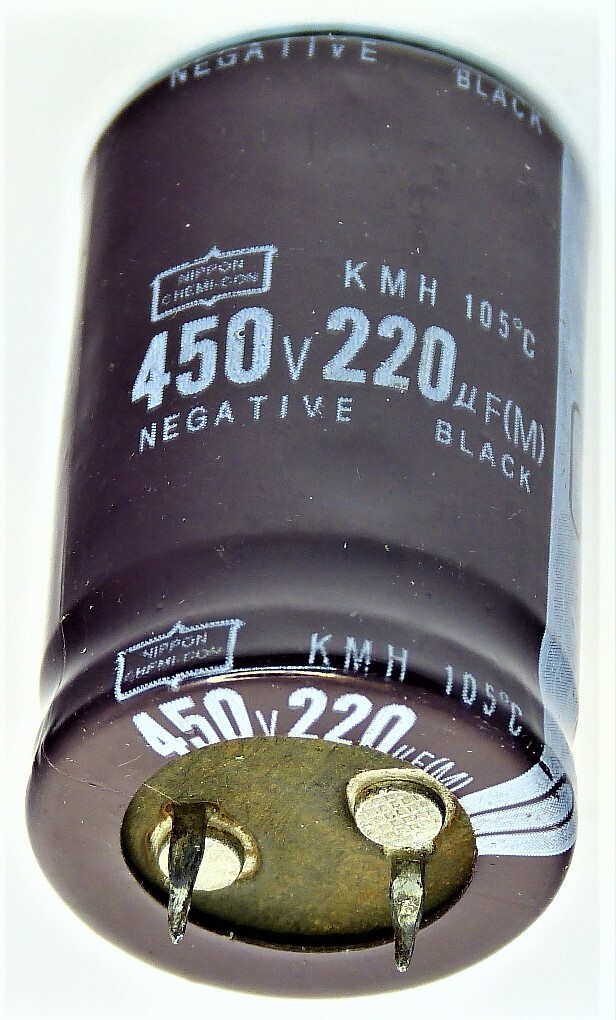 NEGATIVE BLACK
NIPPON
CHEMI-CON
KMH 105°C
450V 220µF(M)
NEGATIVE BLACK
NIPPON
CHEMI-CON
KMH 105°C
450V 220µF(M)